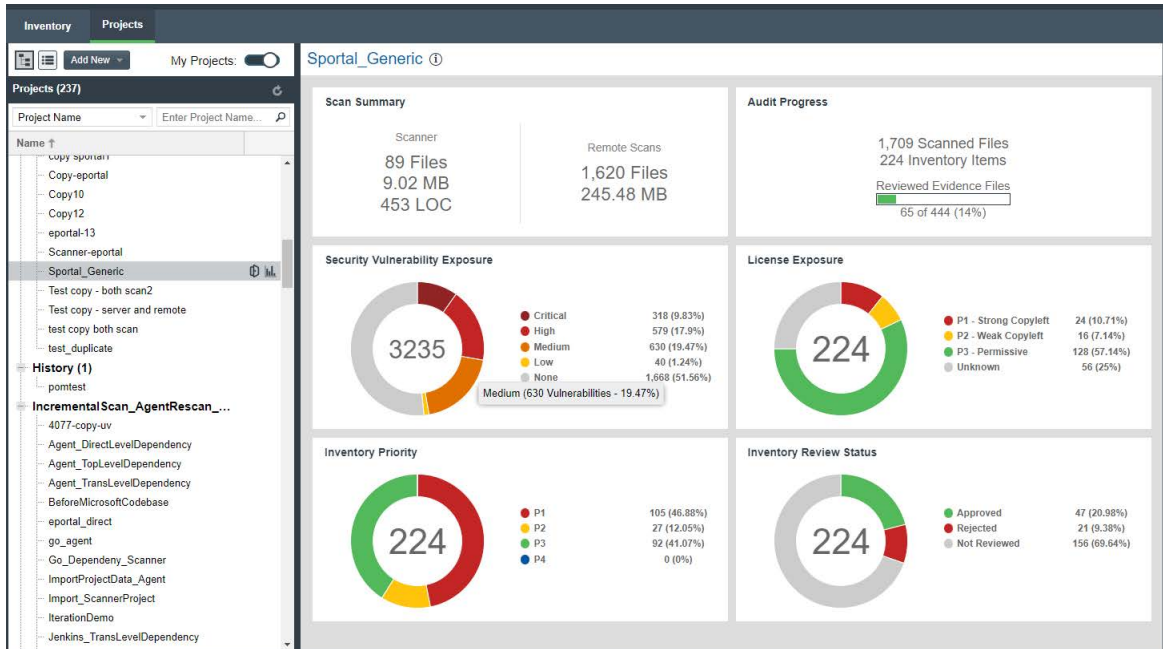 Inventory
Projects
Add New
My Projects:
Projects (237)
Project Name
Enter Project Name...
Name
copy sportal1
Copy-eportal
Copy10
Copy12
eportal-13
Scanner-eportal
Sportal_Generic
Test copy - both scan2
Test copy - server and remote
test copy both scan
test_duplicate
History (1)
pomtest
IncrementalScan_AgentRescan_...
4077-copy-uv
Agent_DirectLevelDependency
Agent_TopLevelDependency
Agent_TransLevelDependency
BeforeMicrosoftCodebase
eportal_direct
go_agent
Go_Dependeny_Scanner
ImportProjectData_Agent
Import_ScannerProject
IterationDemo
Jenkins_TransLevelDependency
Sportal_Generic
Scan Summary
Scanner
89 Files
9.02 MB
453 LOC
Remote Scans
1,620 Files
245.48 MB
Audit Progress
1,709 Scanned Files
224 Inventory Items
Reviewed Evidence Files
65 of 444 (14%)
Security Vulnerability Exposure
3235
Critical 318 (9.83%)
High 579 (17.9%)
Medium 630 (19.47%)
Low 40 (1.24%)
None 1,668 (51.56%)
Medium (630 Vulnerabilities - 19.47%)
License Exposure
224
P1 - Strong Copyleft 24 (10.71%)
P2 - Weak Copyleft 16 (7.14%)
P3 - Permissive 128 (57.14%)
Unknown 56 (25%)
Inventory Priority
224
P1 105 (46.88%)
P2 27 (12.05%)
P3 92 (41.07%)
P4 0 (0%)
Inventory Review Status
224
Approved 47 (20.98%)
Rejected 21 (9.38%)
Not Reviewed 156 (69.64%)